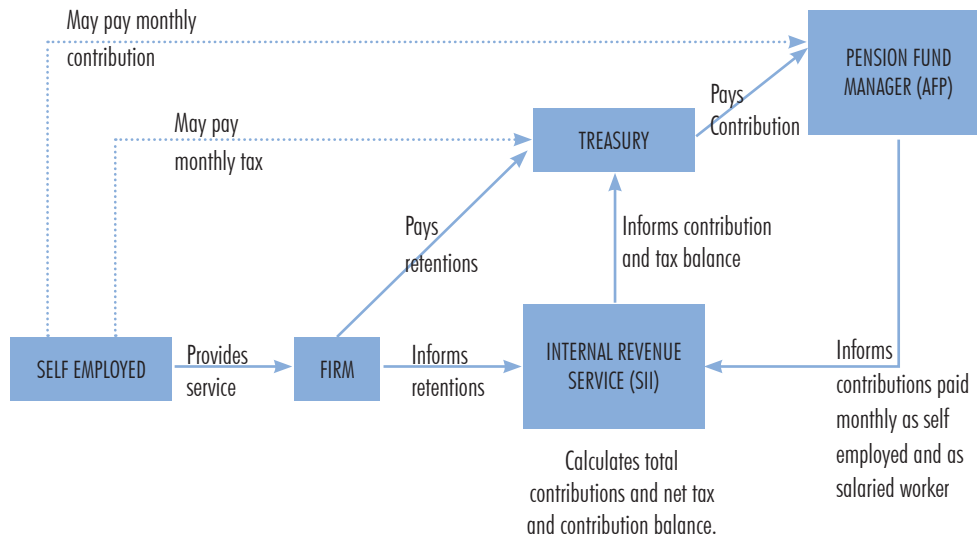 May pay monthly
contribution
PENSION FUND
MANAGER (AFP)
Pays
Contribution
May pay
monthly tax
TREASURY
Pays
retentions
Informs contribution
and tax balance
SELF EMPLOYED
Provides
service
FIRM
Informs
retentions
INTERNAL REVENUE
SERVICE (SII)
Informs
contributions paid
monthly as self
employed and as
salaried worker
Calculates total
contributions and net tax
and contribution balance.